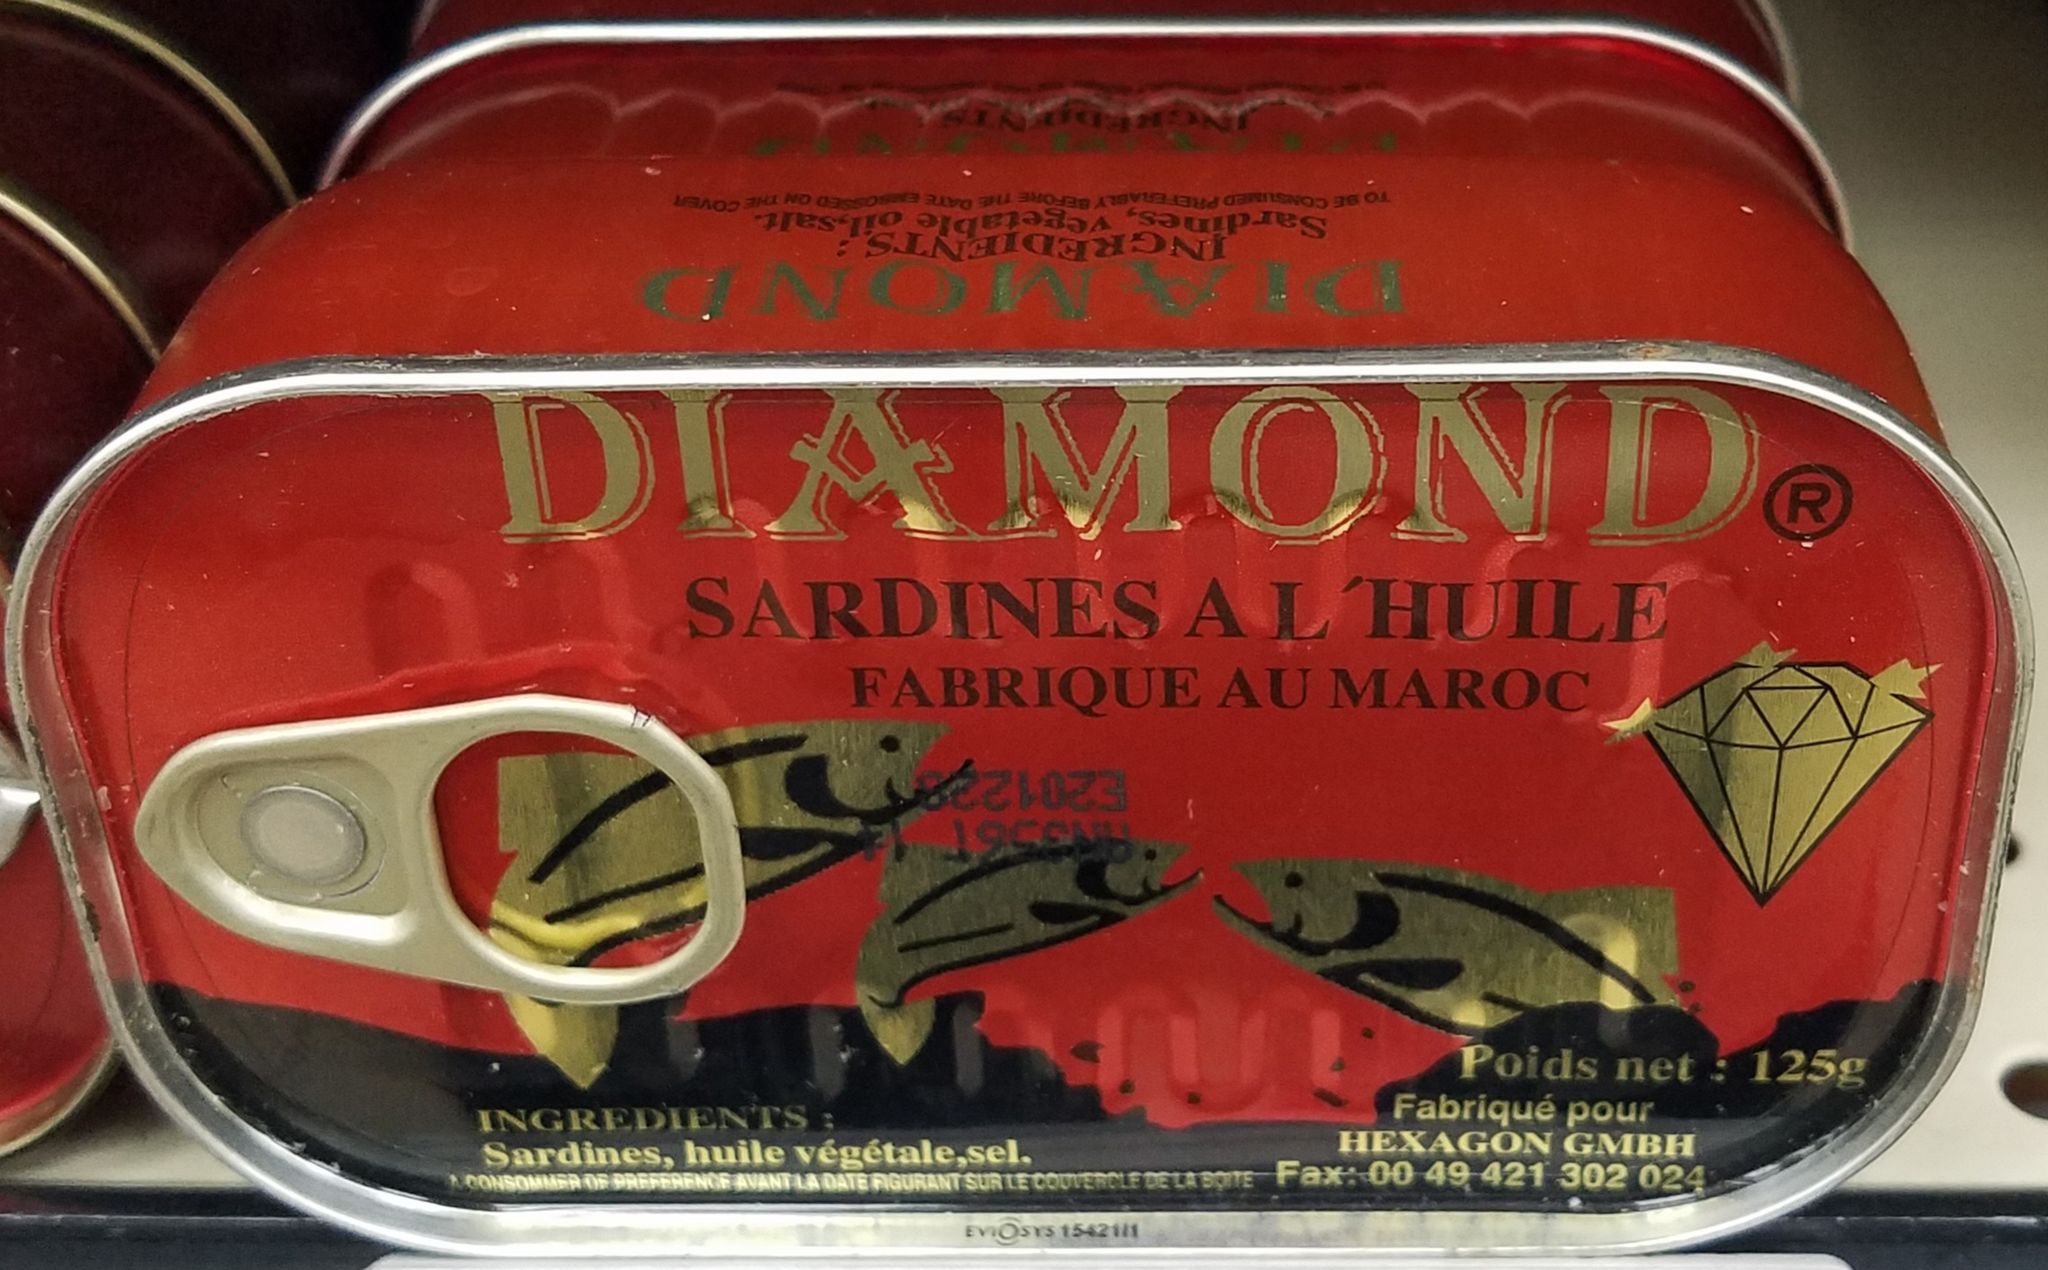 TO BE CONSUMED PREFERABLY BEFORE THE DATE EMBOSSED ON THE COVER
Sardines, vegetable oil,salt.
INGREDIENTS :
DIAMOND
DIAMOND ®
SARDINES A L´HUILE
FABRIQUE AU MAROC
E201228
Poids net : 125g
Fabriqué pour
HEXAGON GMBH
Fax: 00 49 421 302 024
INGREDIENTS :
Sardines, huile végétale,sel.
A CONSOMMER DE PREFERENCE AVANT LA DATE FIGURANT SUR LE COUVERCLE DE LA BOITE
EVIOSYS 15421/1